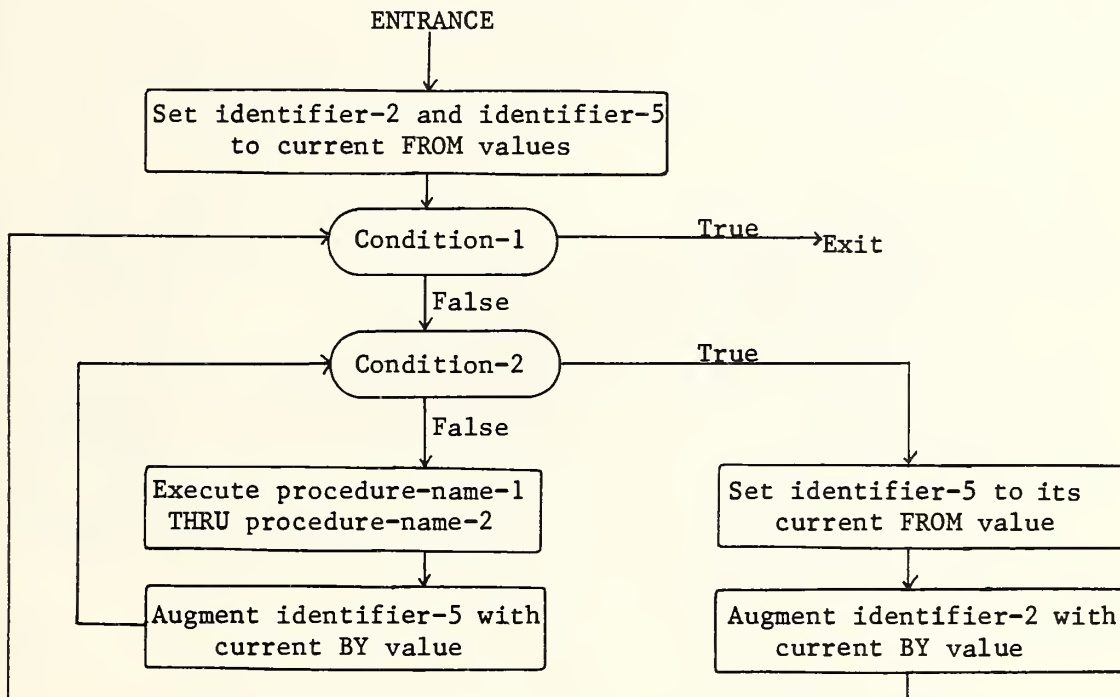 ENTRANCE
Set identifier-2 and identifier-5
to current FROM values
Condition-1
True
Exit
False
Condition-2
True
False
Execute procedure-name-1
THRU procedure-name-2
Set identifier-5 to its
current FROM value
Augment identifier-5 with
current BY value
Augment identifier-2 with
current BY value